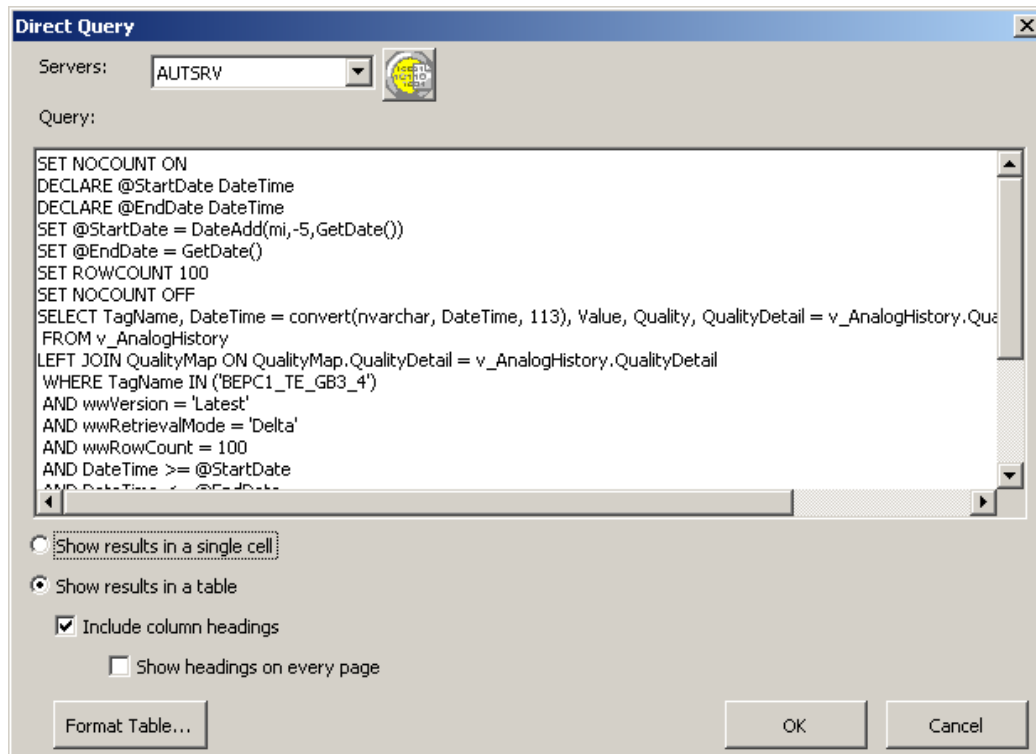 Direct Query
Servers:
AUTSRV
Query:
SET NOCOUNT ON
DECLARE @StartDate DateTime
DECLARE @EndDate DateTime
SET @StartDate = DateAdd(mi,-5,GetDate())
SET @EndDate = GetDate()
SET ROWCOUNT 100
SET NOCOUNT OFF
SELECT TagName, DateTime = convert(nvarchar, DateTime, 113), Value, Quality, QualityDetail = v_AnalogHistory.Qua
FROM v_AnalogHistory
LEFT JOIN QualityMap ON QualityMap.QualityDetail = v_AnalogHistory.QualityDetail
WHERE TagName IN ('BEPC1_TE_GB3_4')
AND wwVersion = 'Latest'
AND wwRetrievalMode = 'Delta'
AND wwRowCount = 100
AND DateTime >= @StartDate
Show results in a single cell
Show results in a table
Include column headings
Show headings on every page
Format Table...
OK
Cancel